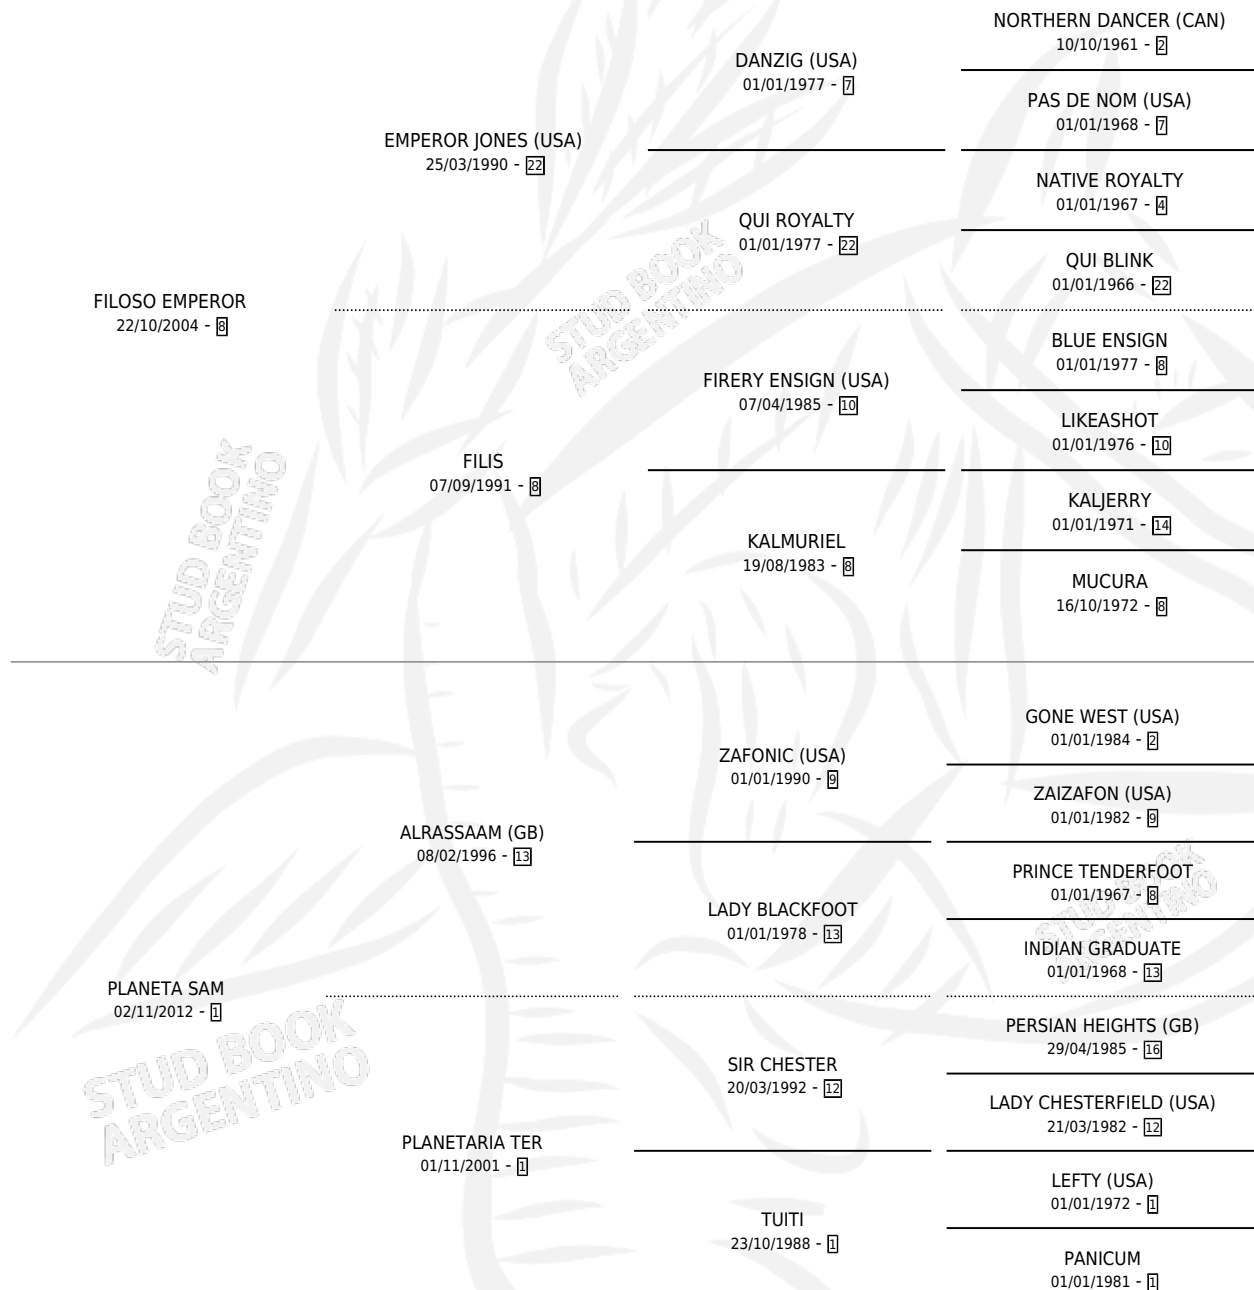 NORTHERN DANCER (CAN)
10/10/1961 - 2
DANZIG (USA)
01/01/1977 - 7
PAS DE NOM (USA)
01/01/1968 - 7
EMPEROR JONES (USA)
25/03/1990 - 22
NATIVE ROYALTY
01/01/1967 - 4
QUI ROYALTY
01/01/1977 - 22
QUI BLINK
01/01/1966 - 22
FILOSO EMPEROR
22/10/2004 - 8
BLUE ENSIGN
01/01/1977 - 8
FIRERY ENSIGN (USA)
07/04/1985 - 10
LIKEASHOT
01/01/1976 - 10
FILIS
07/09/1991 - 8
KALJERRY
01/01/1971 - 14
KALMURIEL
19/08/1983 - 8
MUCURA
16/10/1972 - 8
GONE WEST (USA)
01/01/1984 - 2
ZAFONIC (USA)
01/01/1990 - 9
ZAIZAFON (USA)
01/01/1982 - 9
ALRASSAAM (GB)
08/02/1996 - 13
PRINCE TENDERFOOT
01/01/1967 - 8
LADY BLACKFOOT
01/01/1978 - 13
INDIAN GRADUATE
01/01/1968 - 13
PLANETA SAM
02/11/2012 - 1
PERSIAN HEIGHTS (GB)
29/04/1985 - 16
SIR CHESTER
20/03/1992 - 12
LADY CHESTERFIELD (USA)
21/03/1982 - 12
PLANETARIA TER
01/11/2001 - 1
LEFTY (USA)
01/01/1972 - 1
TUITI
23/10/1988 - 1
PANICUM
01/01/1981 - 1
STUD BOOK
ARGENTINO
STUD BOOK
ARGENTINO
STUD BOOK
ARGENTINO
STUD BOOK
ARGENTINO